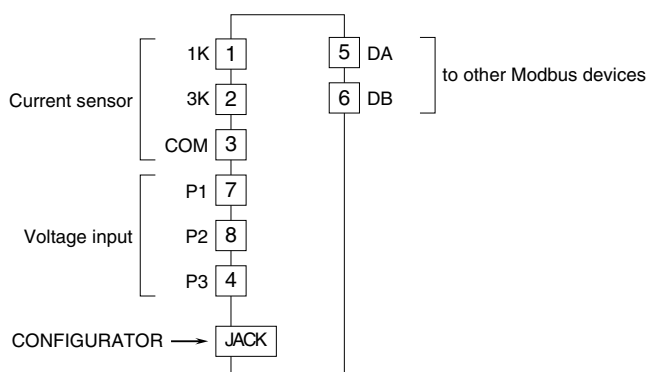 1K 1
5 DA
to other Modbus devices
Current sensor
3K 2
6 DB
COM 3
P1 7
Voltage input
P2 8
P3 4
CONFIGURATOR
JACK